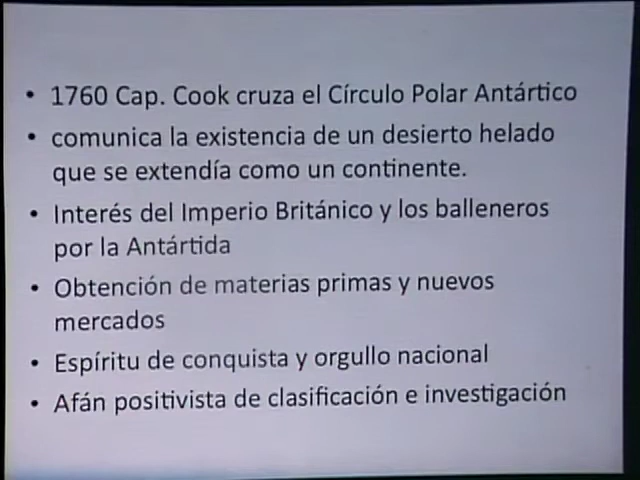 • 1760 Cap. Cook cruza el Círculo Polar Antártico
• comunica la existencia de un desierto helado
que se extendía como un continente.
• Interés del Imperio Británico y los balleneros
por la Antártida
• Obtención de materias primas y nuevos
mercados
• Espíritu de conquista y orgullo nacional
• Afán positivista de clasificación e investigación